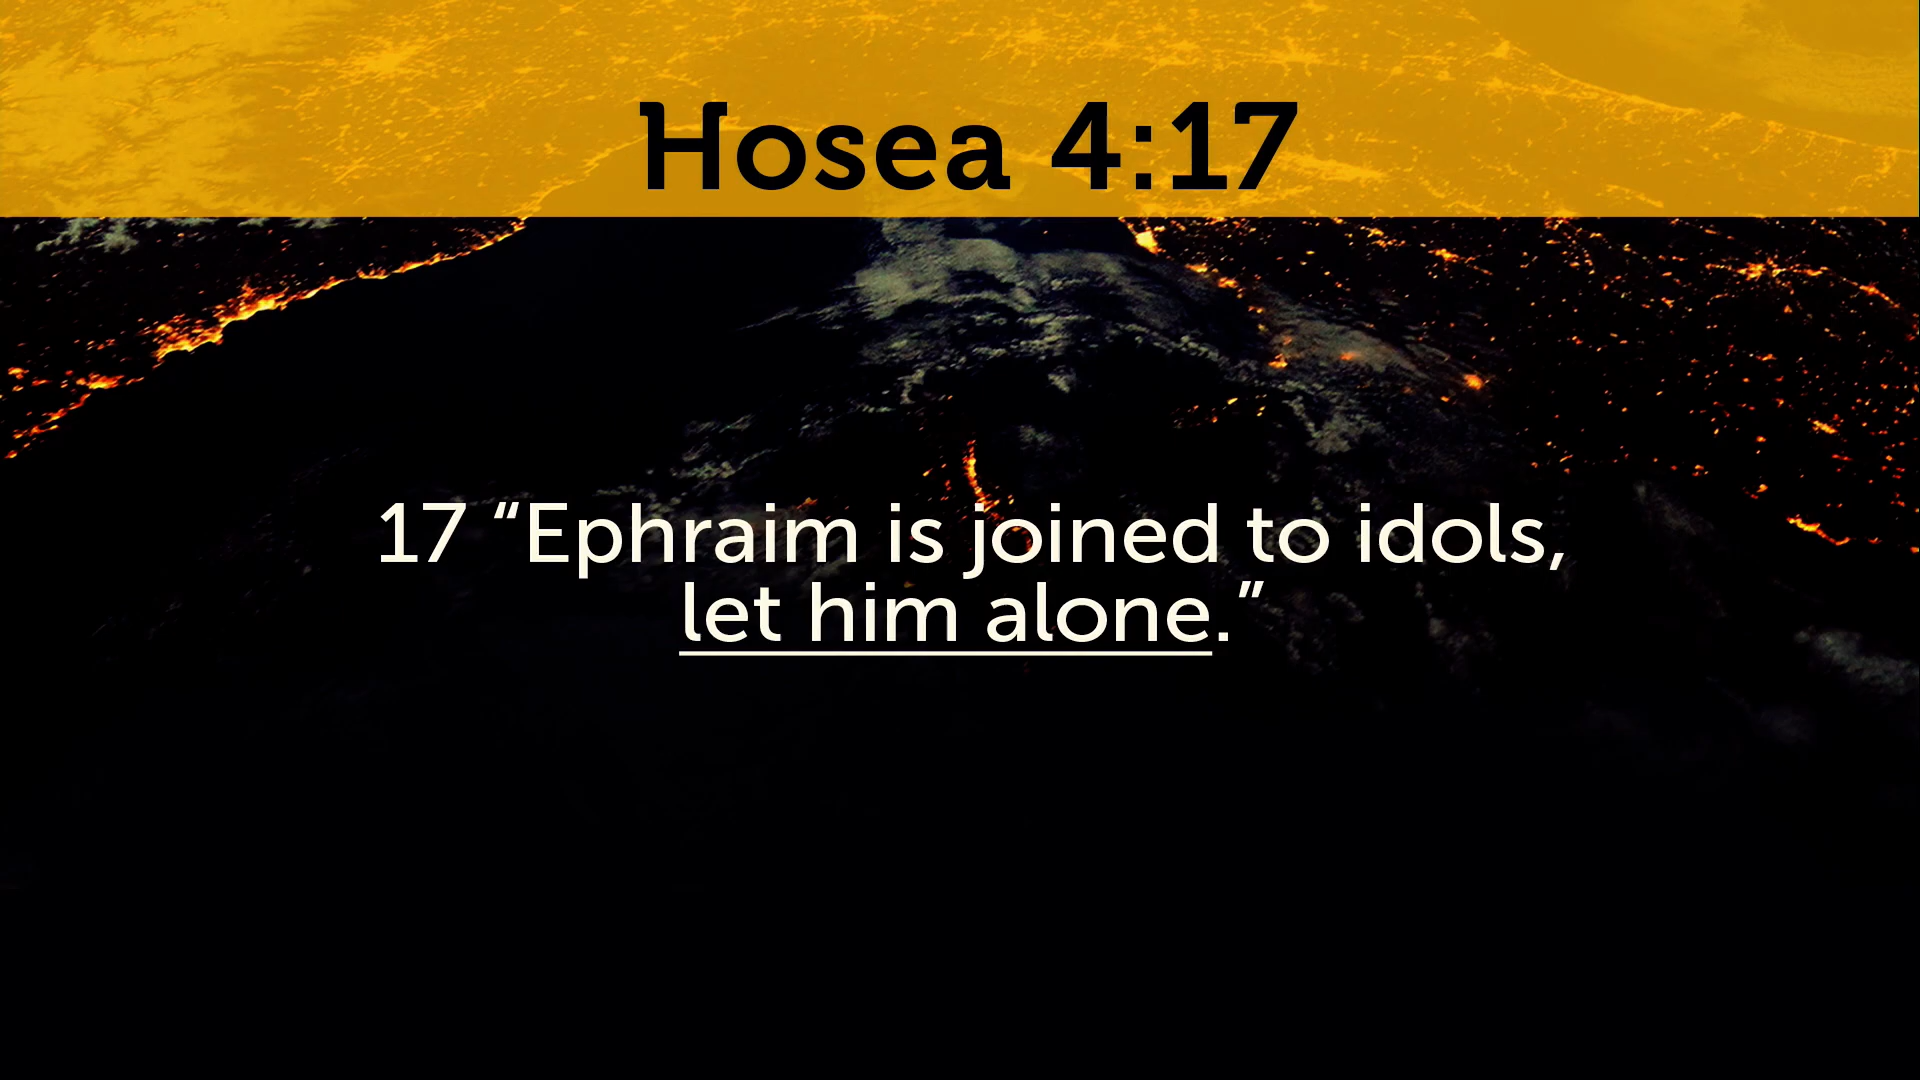 Hosea 4:17
17 “Ephraim is joined to idols,
let him alone.”